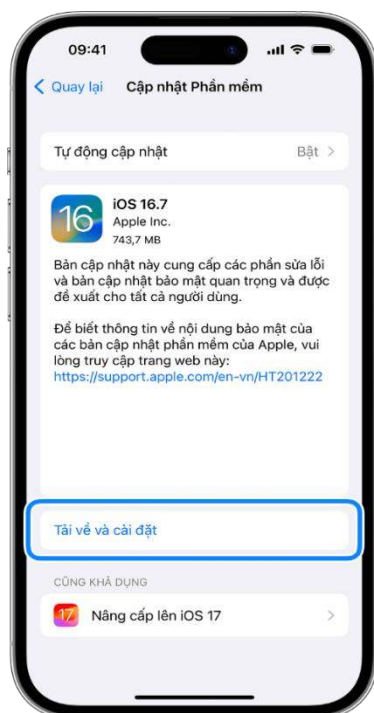 09:41
Quay lại
Cập nhật Phần mềm
Tự động cập nhật
Bật
16
iOS 16.7
Apple Inc.
743,7 MB
Bản cập nhật này cung cấp các phần sửa lỗi
và bản cập nhật bảo mật quan trọng và được
đề xuất cho tất cả người dùng.
Để biết thông tin về nội dung bảo mật của
các bản cập nhật phần mềm của Apple, vui
lòng truy cập trang web này:
https://support.apple.com/en-vn/HT201222
Tải về và cài đặt
CŨNG KHẢ DỤNG
17
Nâng cấp lên iOS 17